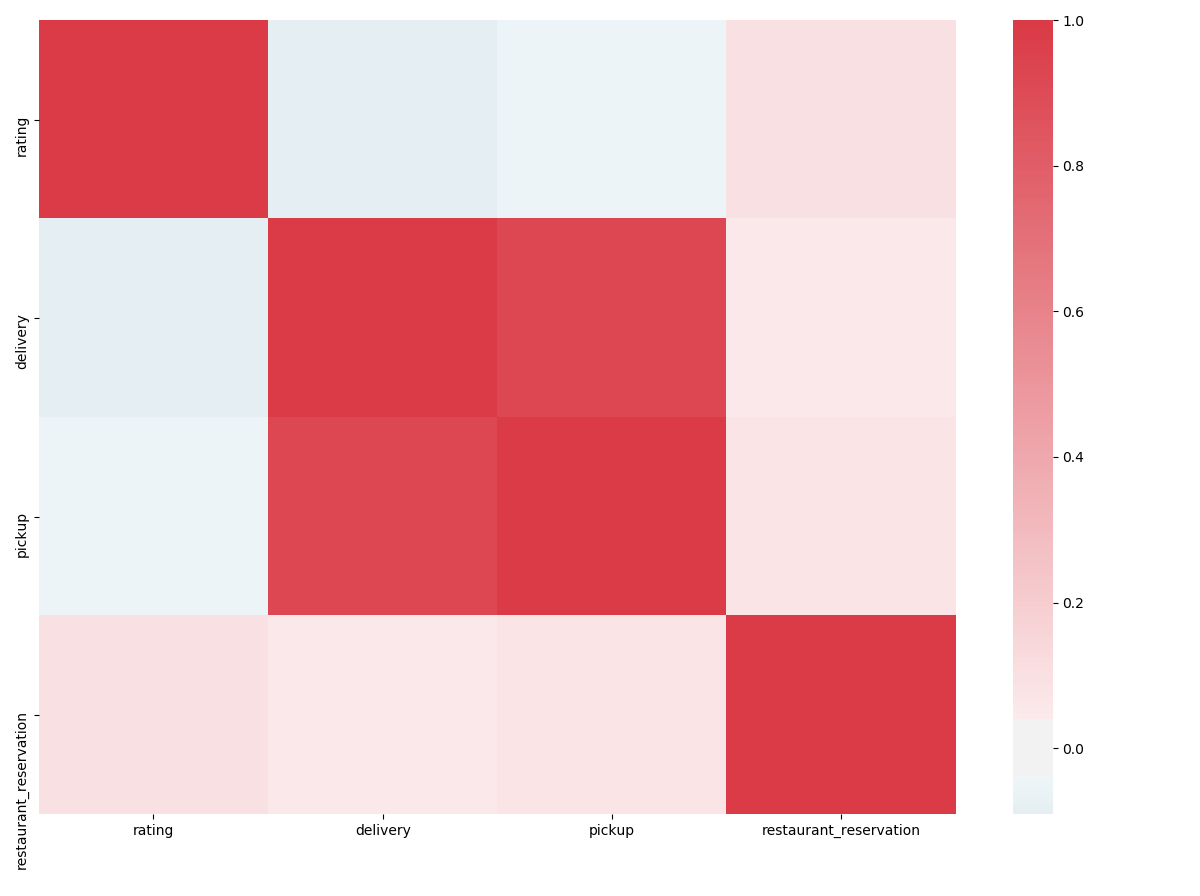 rating
delivery
pickup
restaurant_reservation
rating
delivery
pickup
restaurant_reservation
1.0
0.8
0.6
0.4
0.2
0.0